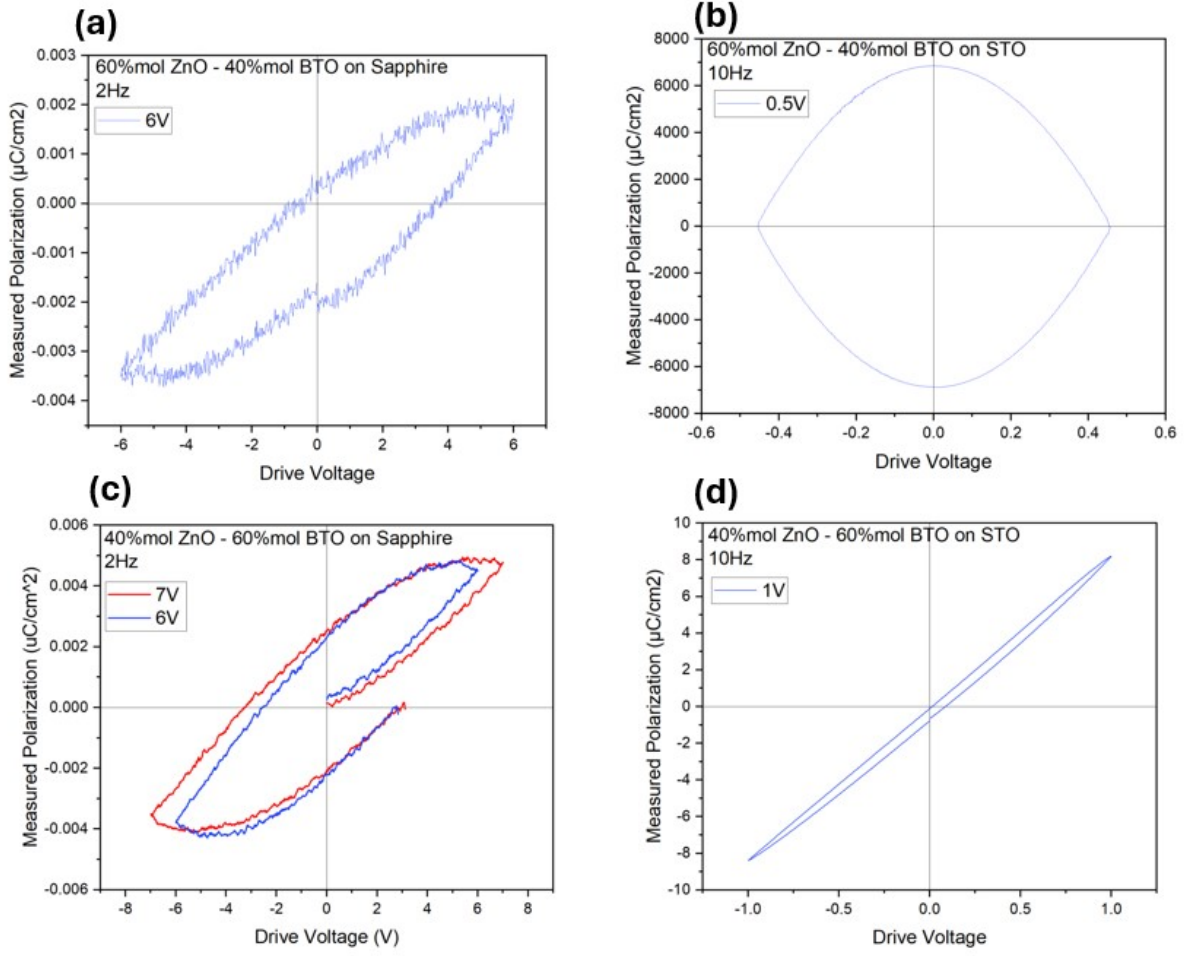 (a)
60%mol ZnO - 40%mol BTO on Sapphire
2Hz
6V
0.003
0.002
0.001
0.000
-0.001
-0.002
-0.003
-0.004
Measured Polarization (µC/cm2)
-6 -4 -2 0 2 4 6
Drive Voltage
(b)
60%mol ZnO - 40%mol BTO on STO
10Hz
0.5V
8000
6000
4000
2000
0
-2000
-4000
-6000
-8000
Measured Polarization (µC/cm2)
-0.6 -0.4 -0.2 0.0 0.2 0.4 0.6
Drive Voltage
(c)
40%mol ZnO - 60%mol BTO on Sapphire
2Hz
7V
6V
0.006
0.004
0.002
0.000
-0.002
-0.004
-0.006
Measured Polarization (uC/cm^2)
-8 -6 -4 -2 0 2 4 6 8
Drive Voltage (V)
(d)
40%mol ZnO - 60%mol BTO on STO
10Hz
1V
10
8
6
4
2
0
-2
-4
-6
-8
-10
Measured Polarization (µC/cm2)
-1.0 -0.5 0.0 0.5 1.0
Drive Voltage